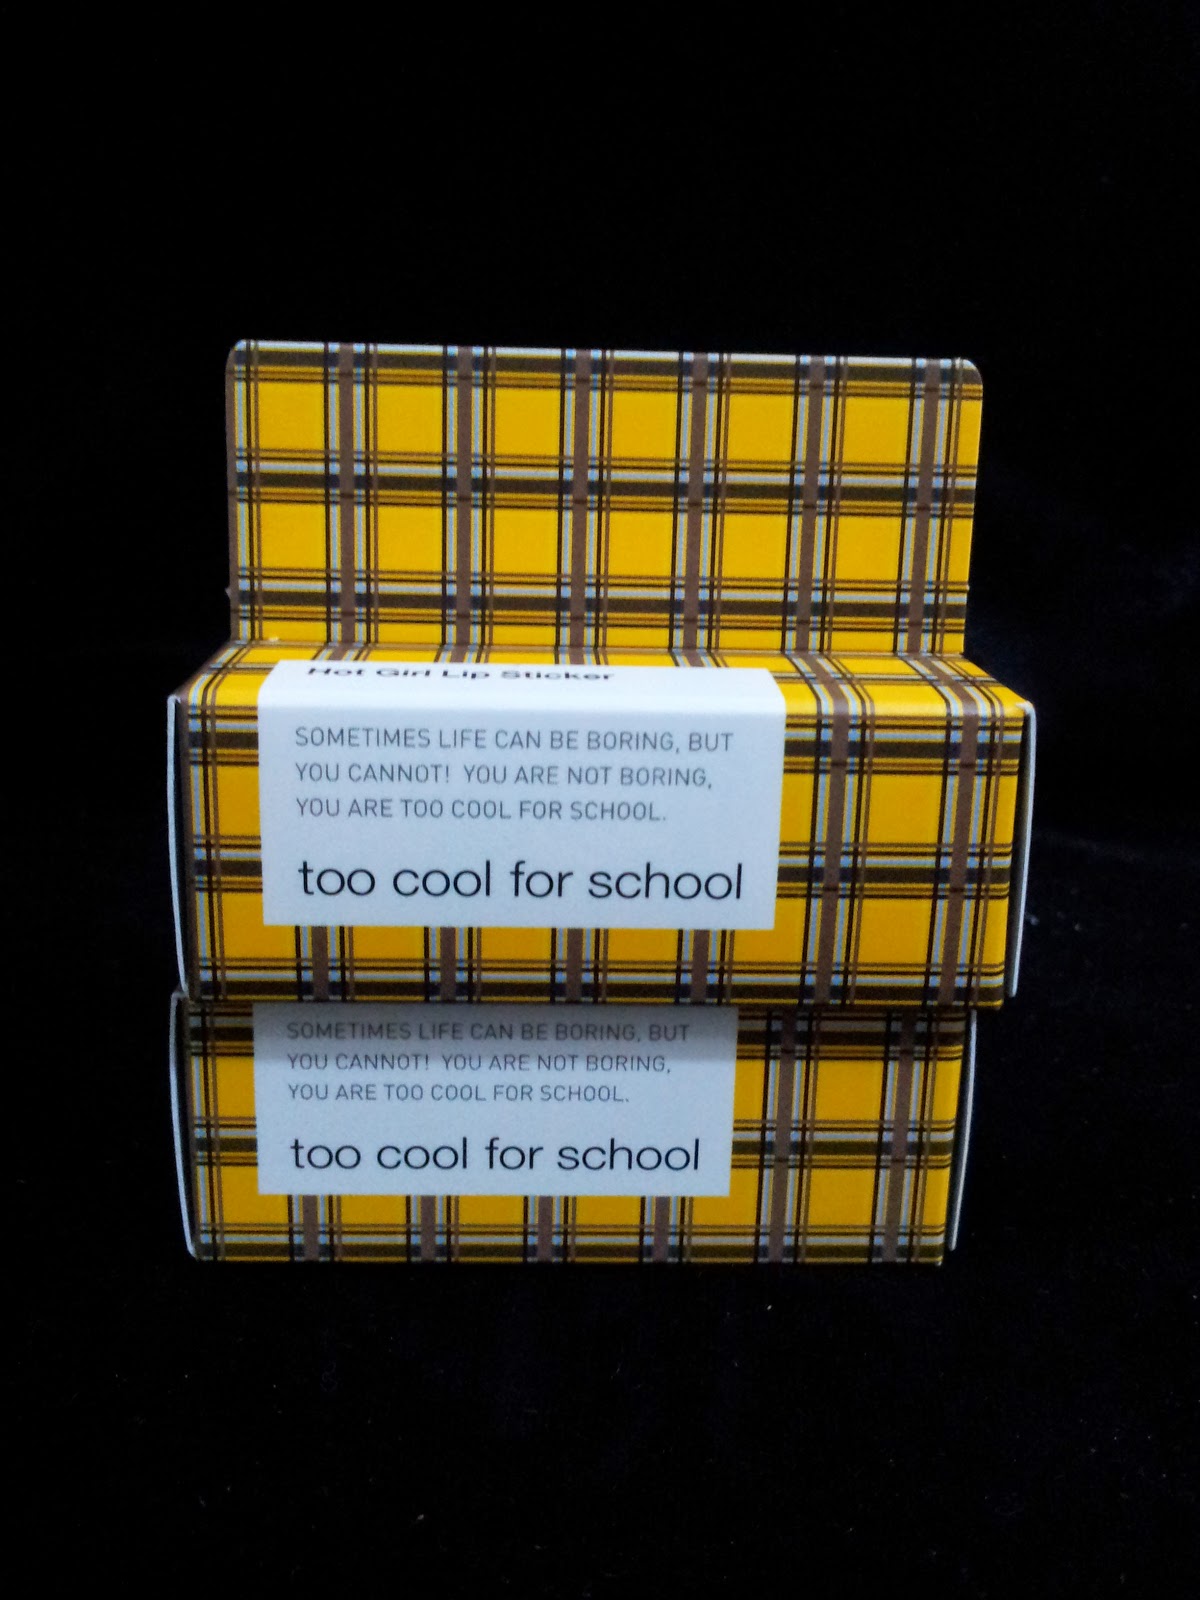 Hot Girl Lip Sticker
SOMETIMES LIFE CAN BE BORING, BUT
YOU CANNOT! YOU ARE NOT BORING,
YOU ARE TOO COOL FOR SCHOOL.
too cool for school
SOMETIMES LIFE CAN BE BORING, BUT
YOU CANNOT! YOU ARE NOT BORING,
YOU ARE TOO COOL FOR SCHOOL.
too cool for school